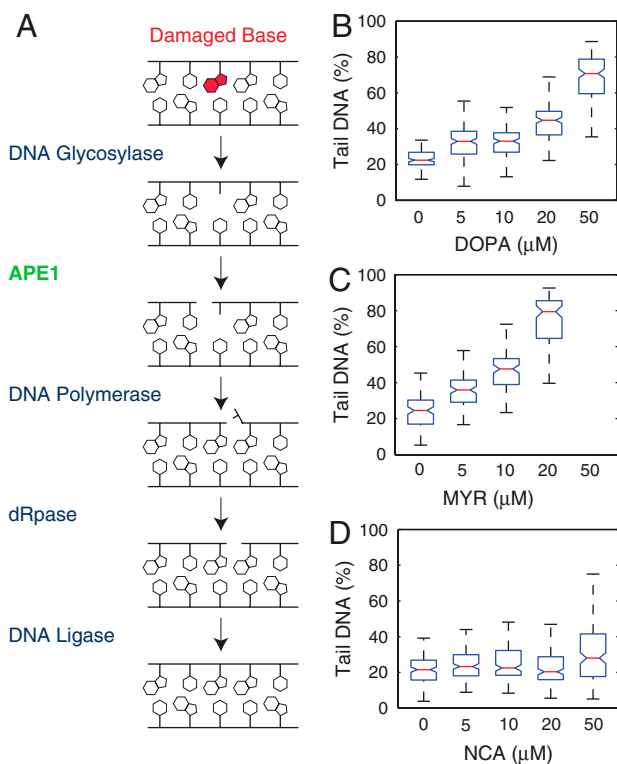 A
Damaged Base
DNA Glycosylase
APE1
DNA Polymerase
dRpase
DNA Ligase
B
Tail DNA (%)
100
80
60
40
20
0
0 5 10 20 50
DOPA (µM)
C
Tail DNA (%)
100
80
60
40
20
0
0 5 10 20 50
MYR (µM)
D
Tail DNA (%)
100
80
60
40
20
0
0 5 10 20 50
NCA (µM)